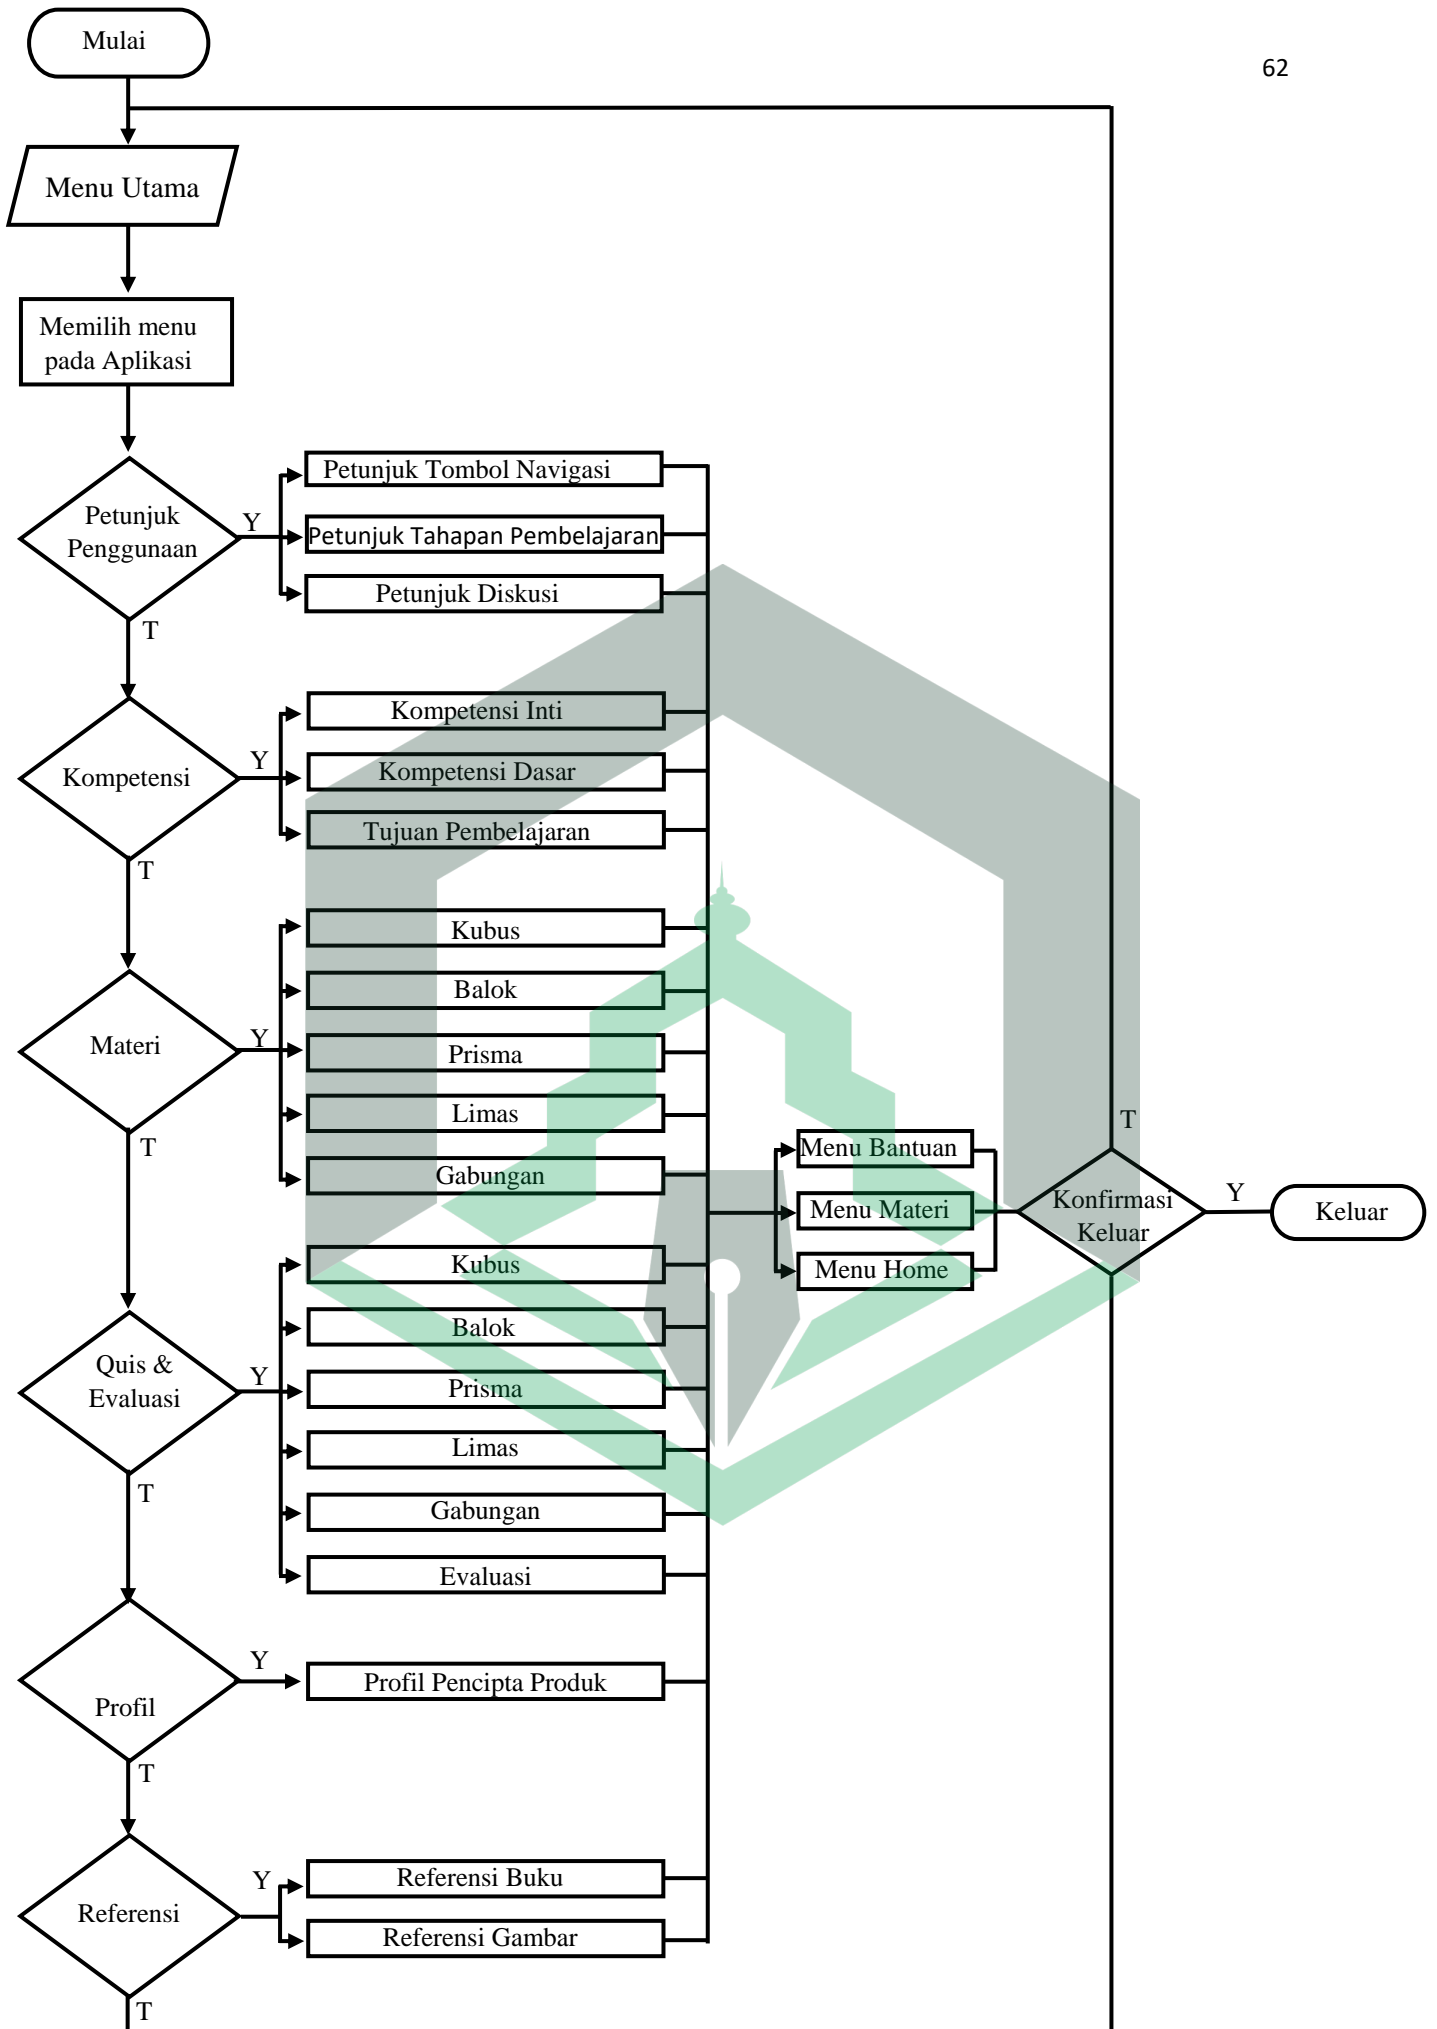 Mulai
62
Menu Utama
Memilih menu
pada Aplikasi
Petunjuk
Penggunaan
Y
T
Petunjuk Tombol Navigasi
Petunjuk Tahapan Pembelajaran
Petunjuk Diskusi
Kompetensi
Y
T
Kompetensi Inti
Kompetensi Dasar
Tujuan Pembelajaran
Materi
Y
T
Kubus
Balok
Prisma
Limas
Gabungan
Quis &
Evaluasi
Y
T
Kubus
Balok
Prisma
Limas
Gabungan
Evaluasi
Profil
Y
T
Profil Pencipta Produk
Referensi
Y
T
Referensi Buku
Referensi Gambar
Menu Bantuan
Menu Materi
Menu Home
T
Konfirmasi
Keluar
Y
Keluar